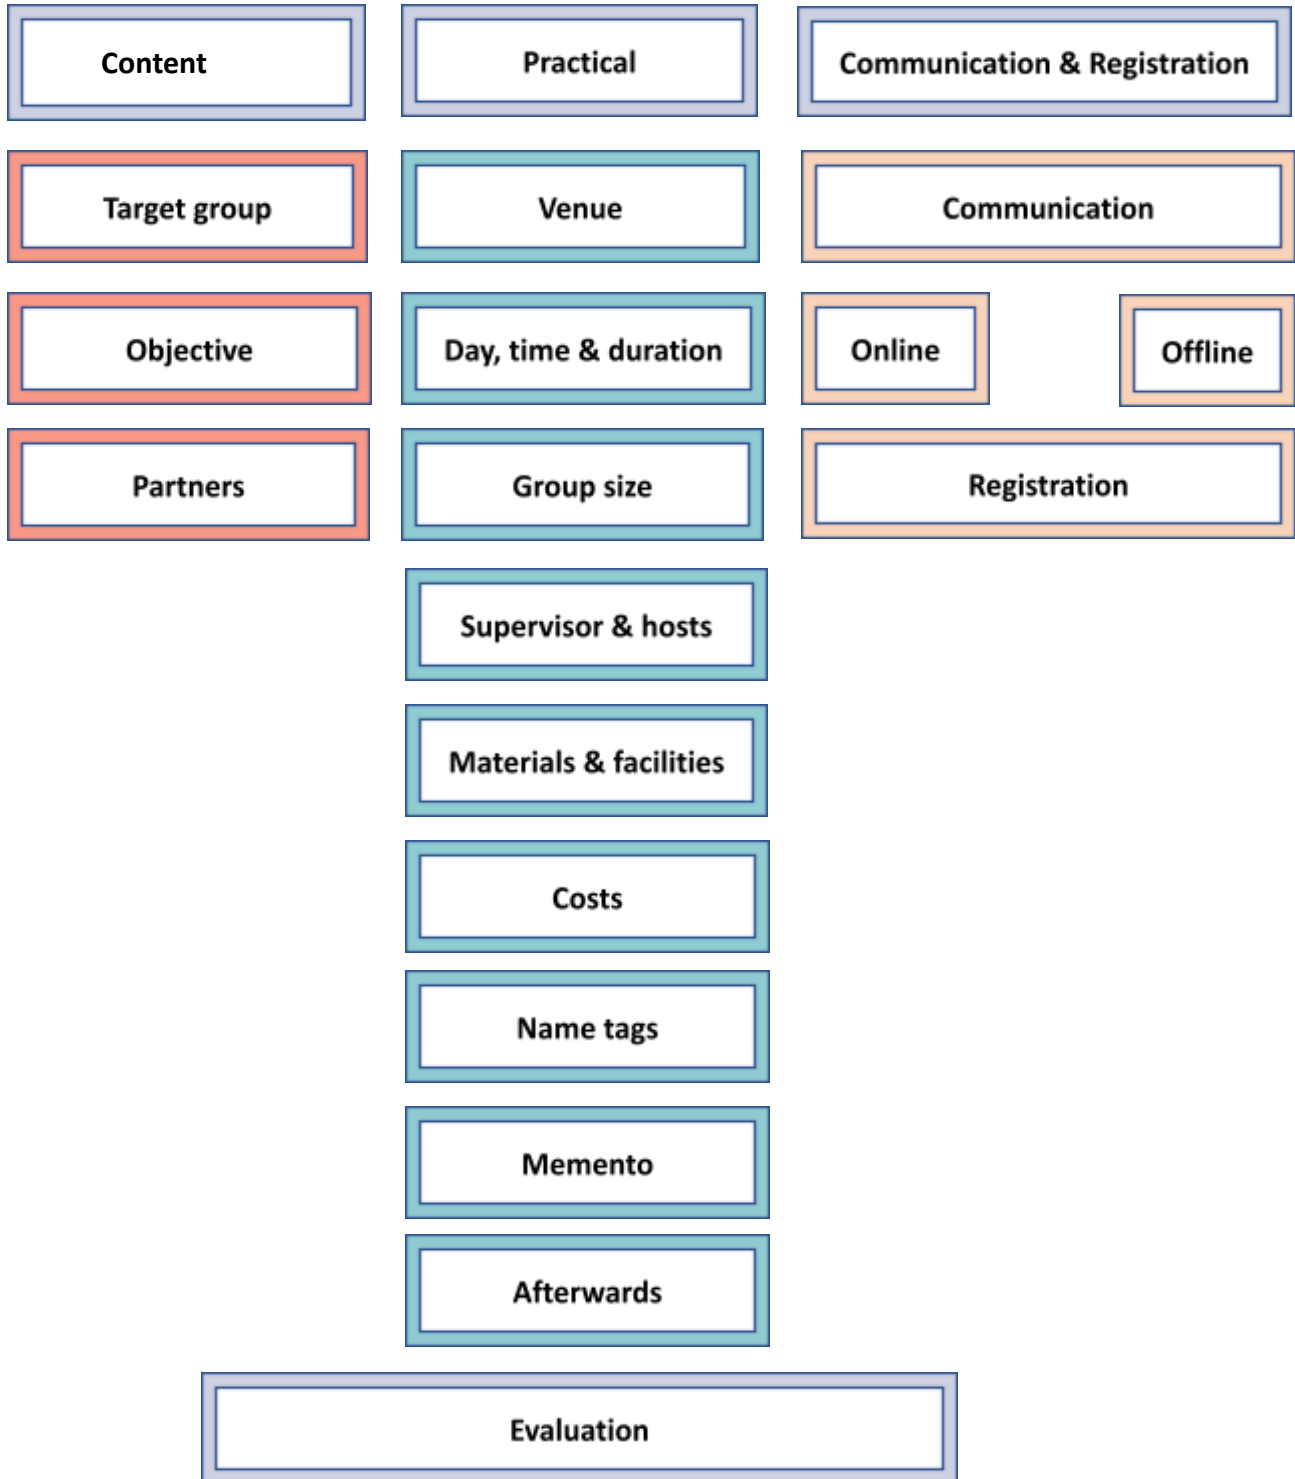 Content
Practical
Communication & Registration
Target group
Venue
Communication
Objective
Day, time & duration
Online
Offline
Partners
Group size
Registration
Supervisor & hosts
Materials & facilities
Costs
Name tags
Memento
Afterwards
Evaluation